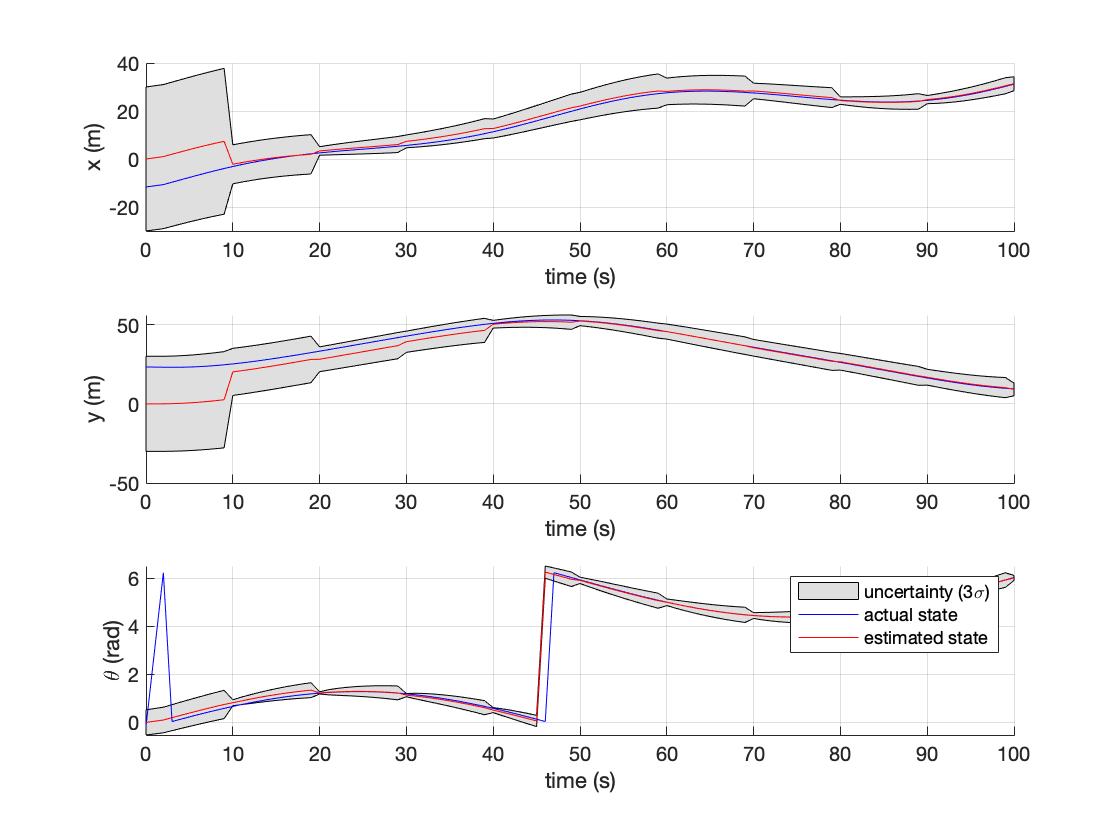 40
20
0
-20
x (m)
0 10 20 30 40 50 60 70 80 90 100
time (s)
50
0
-50
y (m)
0 10 20 30 40 50 60 70 80 90 100
time (s)
6
4
2
0
θ (rad)
uncertainty (3σ)
actual state
estimated state
0 10 20 30 40 50 60 70 80 90 100
time (s)